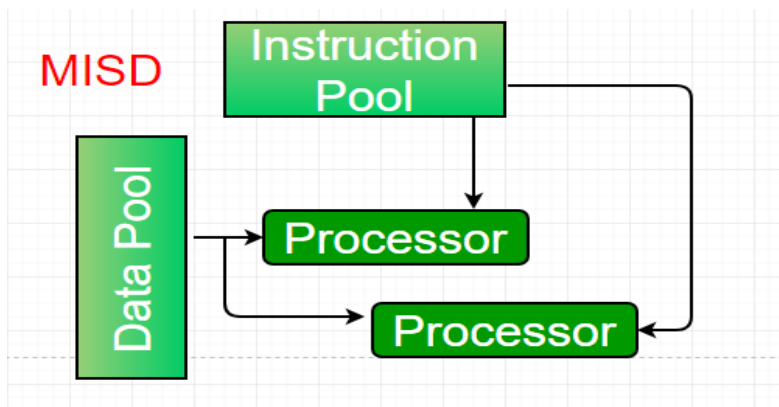 MISD
Instruction
Pool
Data Pool
Processor
Processor